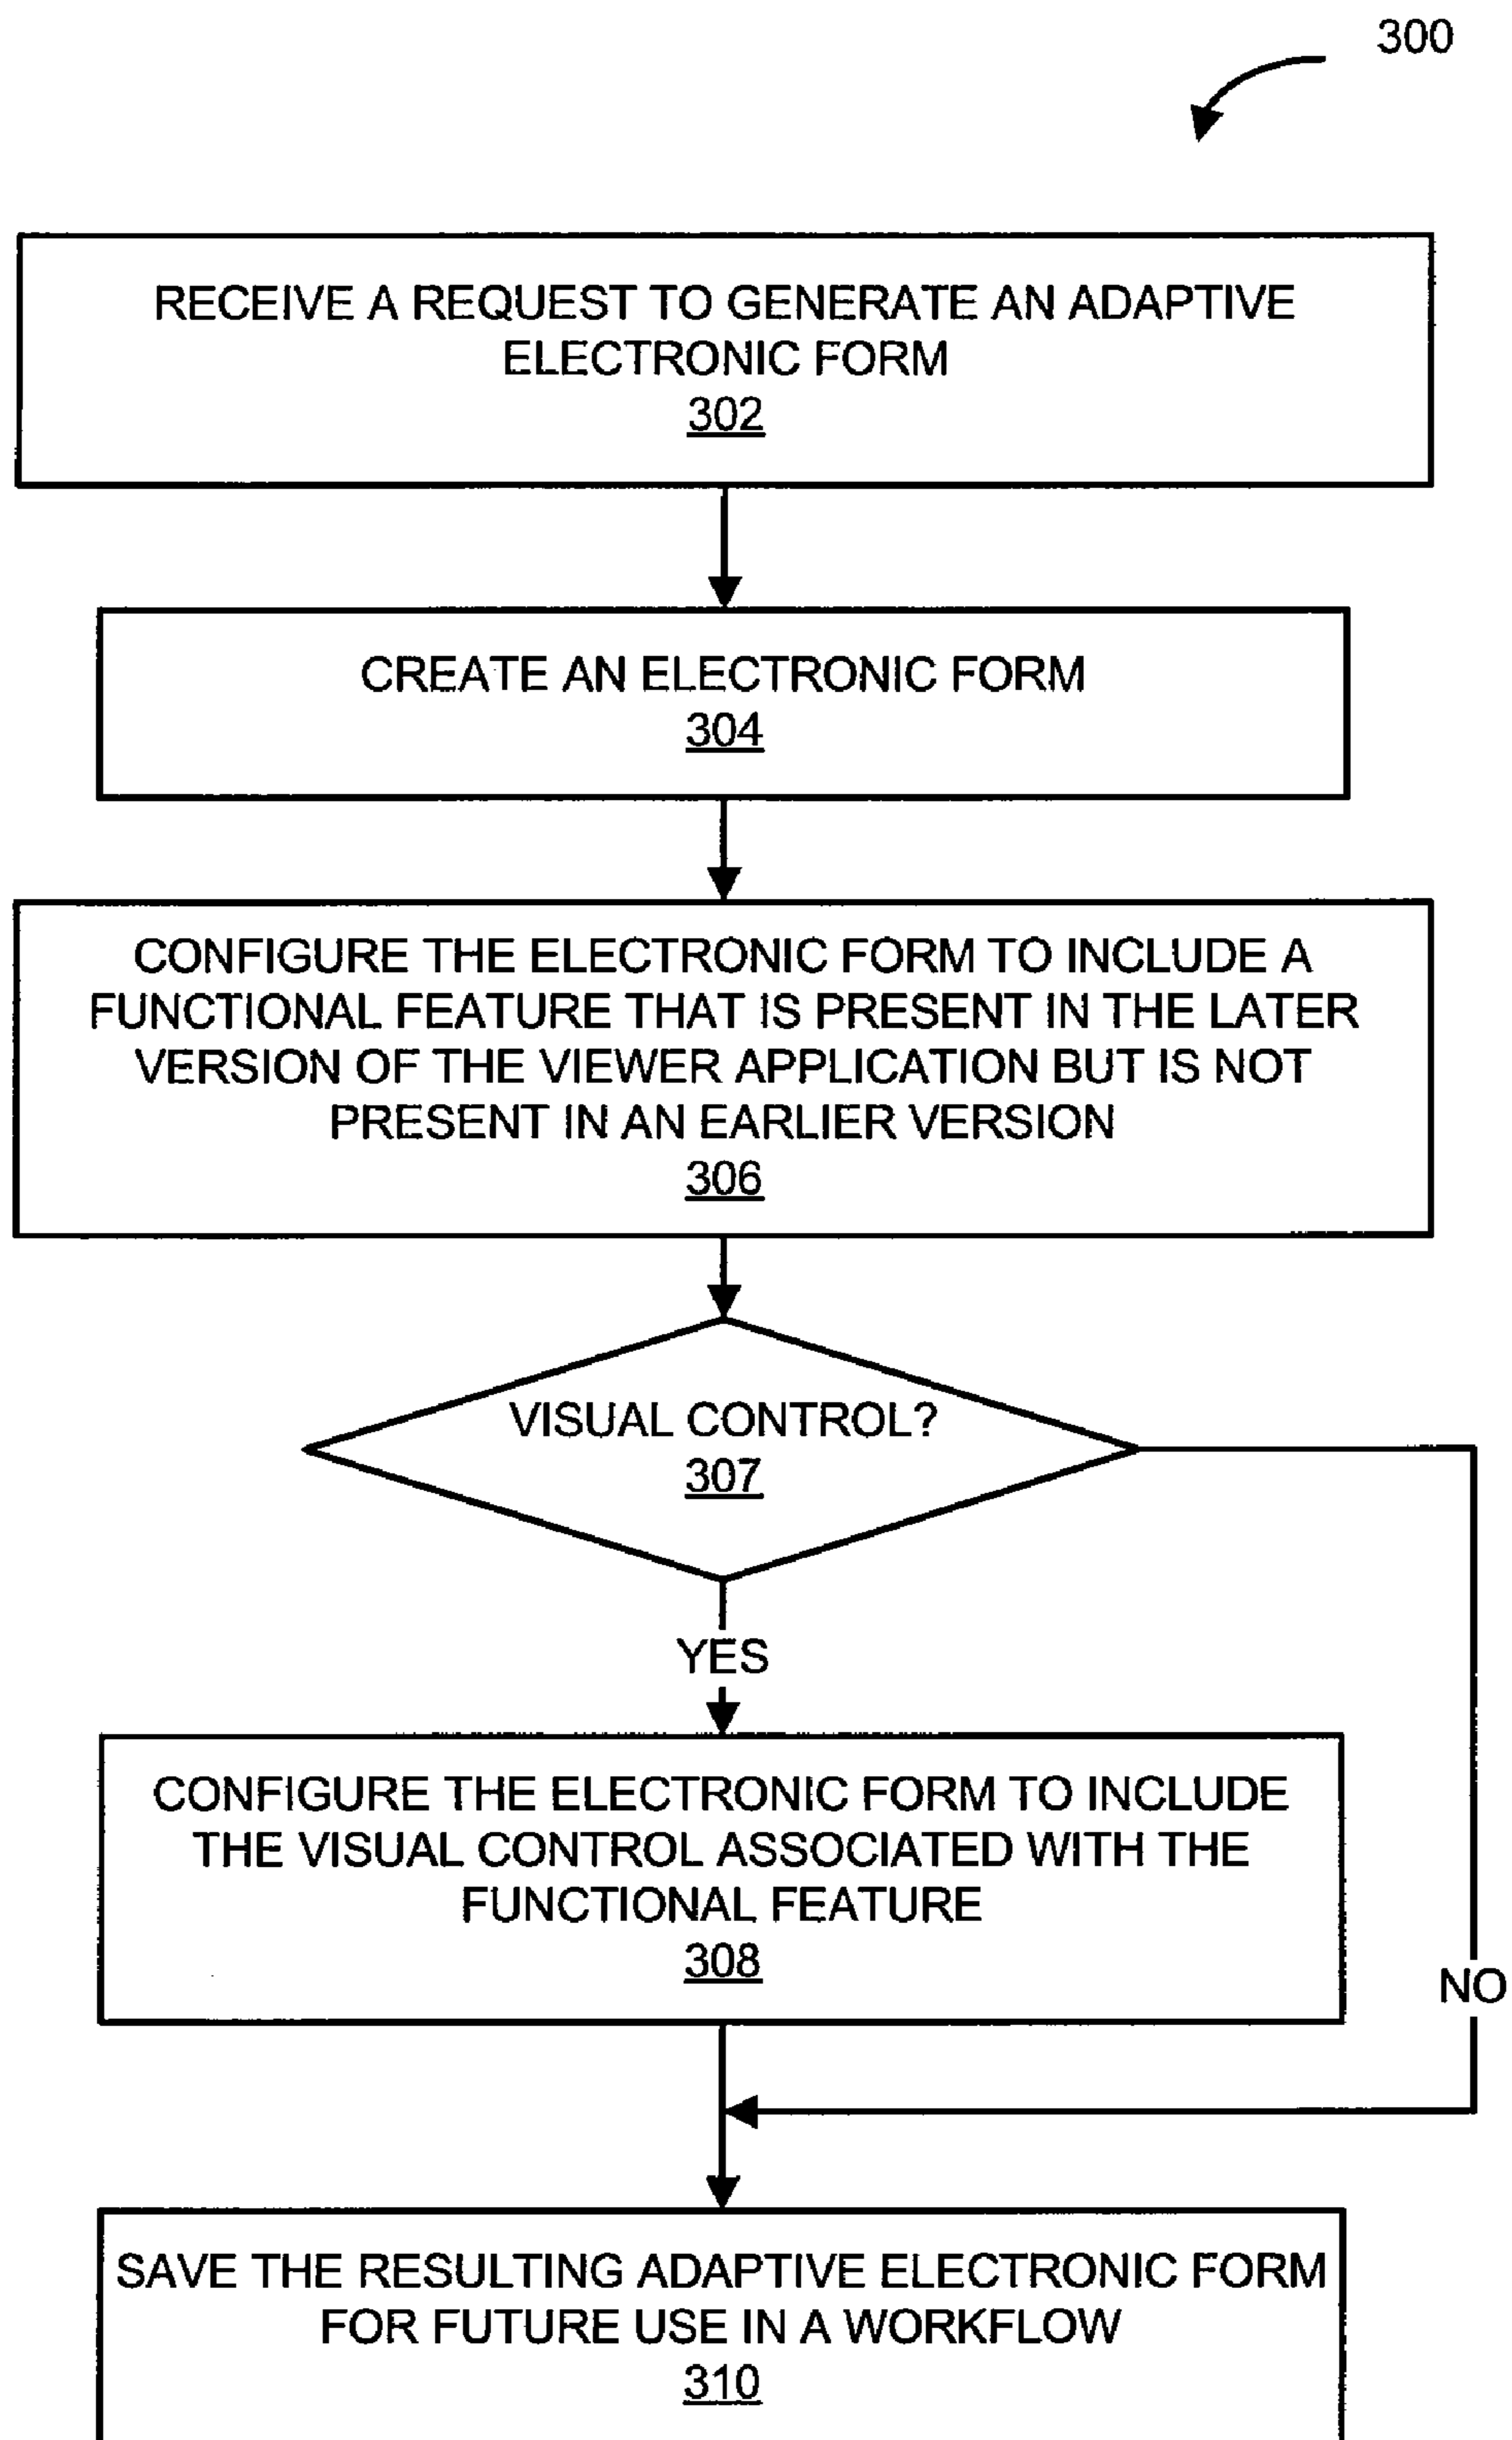 300
RECEIVE A REQUEST TO GENERATE AN ADAPTIVE
ELECTRONIC FORM
302
CREATE AN ELECTRONIC FORM
304
CONFIGURE THE ELECTRONIC FORM TO INCLUDE A
FUNCTIONAL FEATURE THAT IS PRESENT IN THE LATER
VERSION OF THE VIEWER APPLICATION BUT IS NOT
PRESENT IN AN EARLIER VERSION
306
VISUAL CONTROL?
307
YES
CONFIGURE THE ELECTRONIC FORM TO INCLUDE
THE VISUAL CONTROL ASSOCIATED WITH THE
FUNCTIONAL FEATURE
308
NO
SAVE THE RESULTING ADAPTIVE ELECTRONIC FORM
FOR FUTURE USE IN A WORKFLOW
310